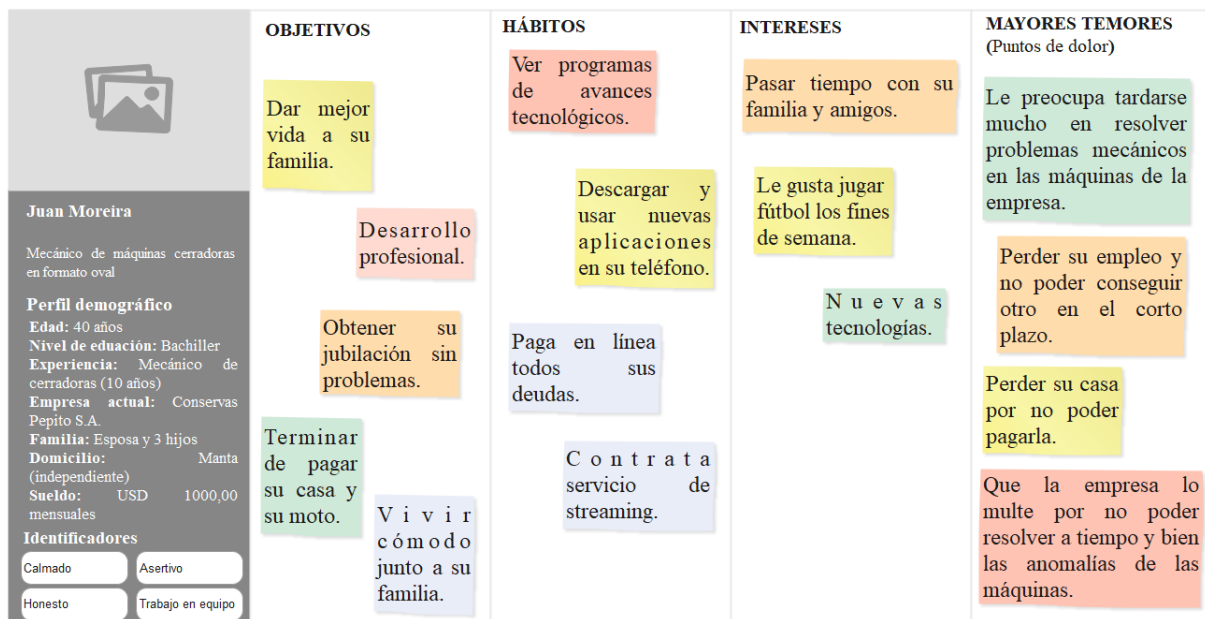 Juan Moreira
Mecánico de máquinas cerradoras
en formato oval
Perfil demográfico
Edad: 40 años
Nivel de eduación: Bachiller
Experiencia: Mecánico de
cerradoras (10 años)
Empresa actual: Conservas
Pepito S.A.
Familia: Esposa y 3 hijos
Domicilio: Manta
(independiente)
Sueldo: USD 1000,00
mensuales
Identificadores
Calmado
Asertivo
Honesto
Trabajo en equipo
OBJETIVOS
Dar mejor
vida a su
familia.
Desarrollo
profesional.
Obtener su
jubilación sin
problemas.
Terminar
de pagar
su casa y
su moto.
Vivir
cómodo
junto a su
familia.
HÁBITOS
Ver programas
de avances
tecnológicos.
Descargar y
usar nuevas
aplicaciones
en su teléfono.
Paga en línea
todos sus
deudas.
Contrata
servicio de
streaming.
INTERESES
Pasar tiempo con su
familia y amigos.
Le gusta jugar
fútbol los fines
de semana.
Nuevas
tecnologías.
MAYORES TEMORES
(Puntos de dolor)
Le preocupa tardarse
mucho en resolver
problemas mecánicos
en las máquinas de la
empresa.
Perder su empleo y
no poder conseguir
otro en el corto
plazo.
Perder su casa
por no poder
pagarla.
Que la empresa lo
multe por no poder
resolver a tiempo y bien
las anomalías de las
máquinas.